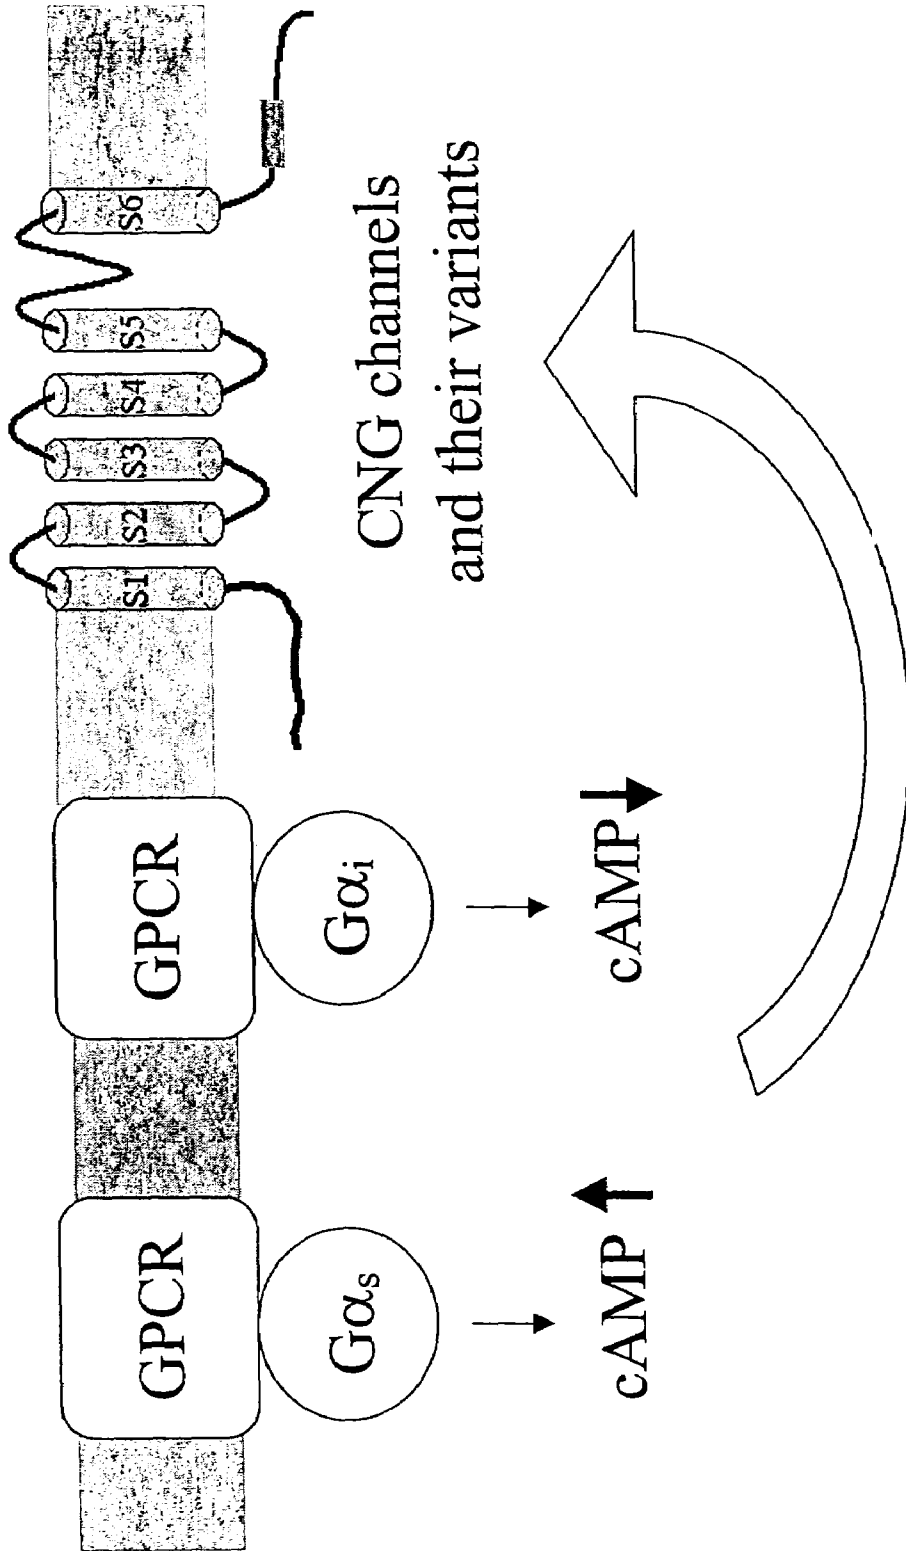 GPCR
GPCR
S1
S2
S3
S4
S5
S6
Gαs
Gαi
CNG channels
and their variants
cAMP
cAMP